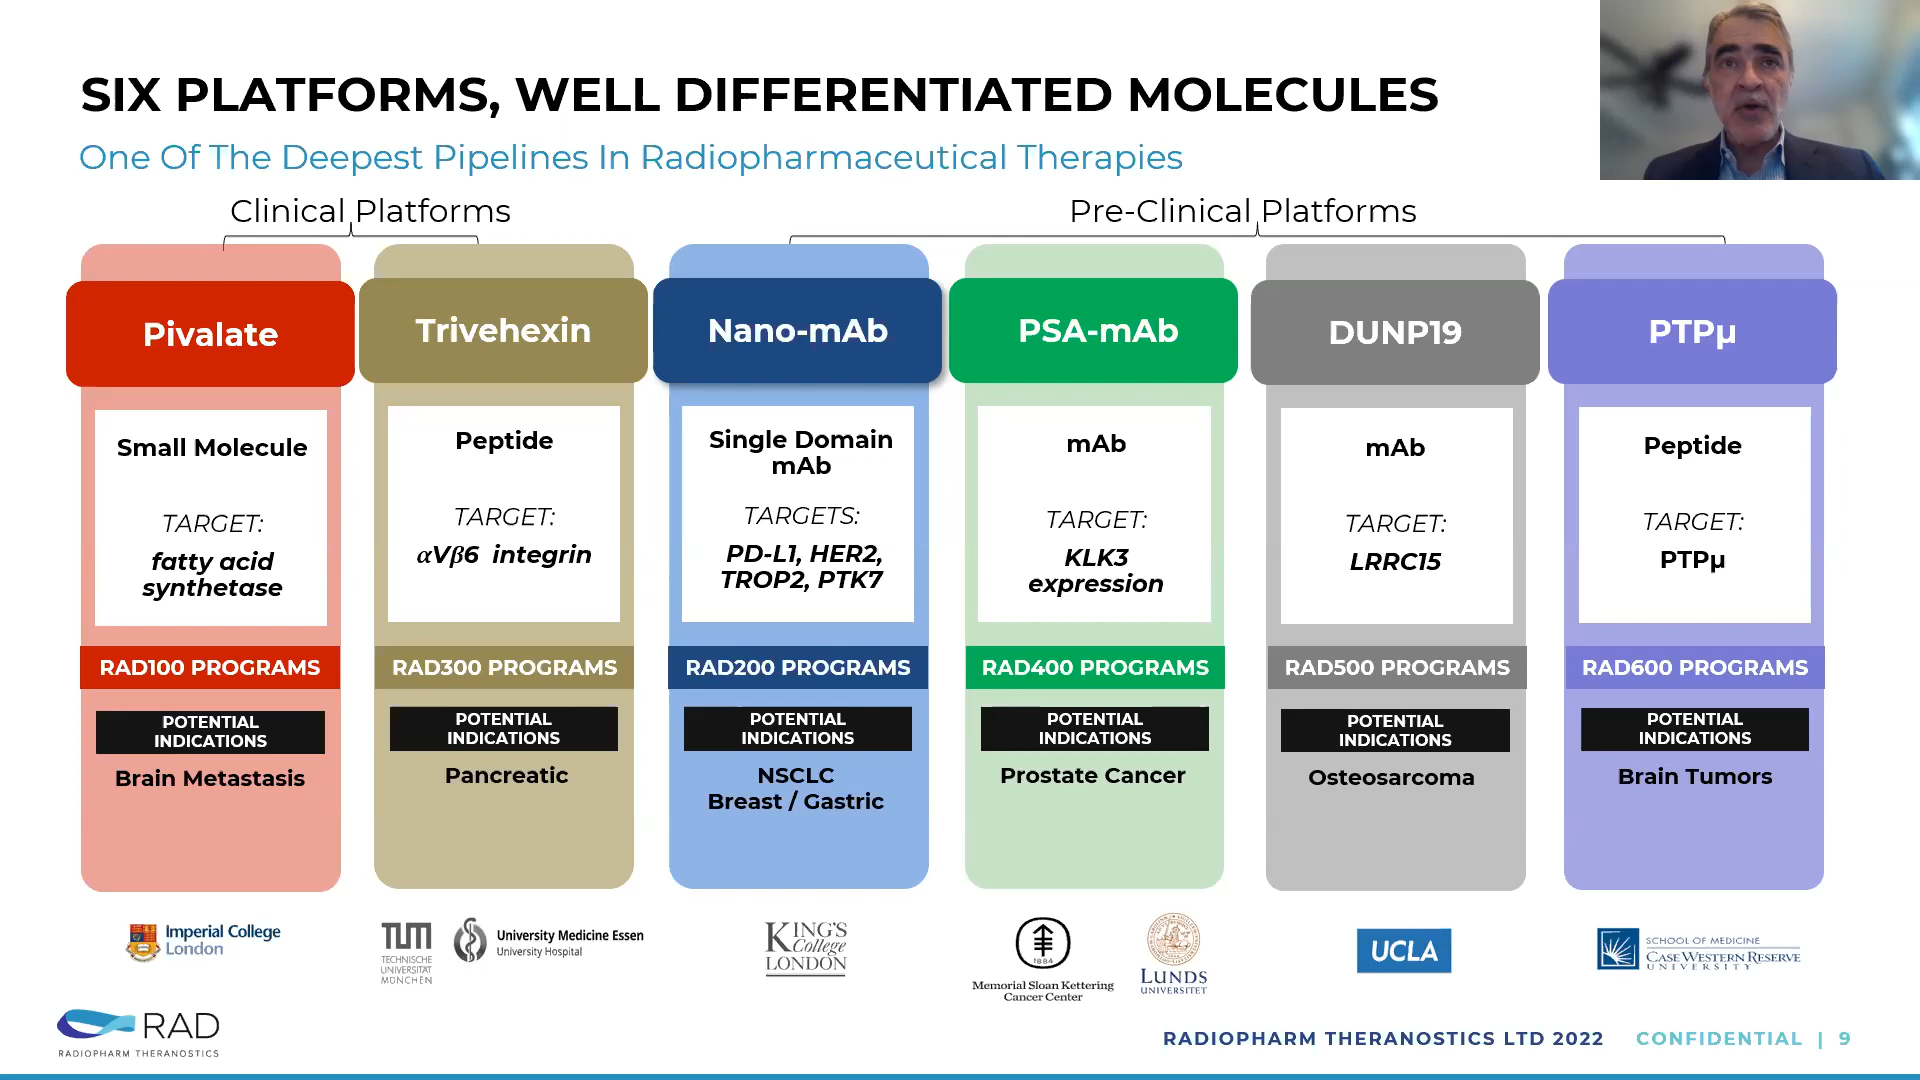 SIX PLATFORMS, WELL DIFFERENTIATED MOLECULES
One Of The Deepest Pipelines In Radiopharmaceutical Therapies
Clinical Platforms
Pre-Clinical Platforms
Pivalate
Small Molecule
TARGET:
fatty acid
synthetase
RAD100 PROGRAMS
POTENTIAL
INDICATIONS
Brain Metastasis
Imperial College
London
Trivehexin
Peptide
TARGET:
αVβ6 integrin
RAD300 PROGRAMS
POTENTIAL
INDICATIONS
Pancreatic
TUM
TECHNISCHE
UNIVERSITAT
MÜNCHEN
University Medicine Essen
University Hospital
Nano-mAb
Single Domain
mAb
TARGETS:
PD-L1, HER2,
TROP2, PTK7
RAD200 PROGRAMS
POTENTIAL
INDICATIONS
NSCLC
Breast / Gastric
KING'S
College
LONDON
PSA-mAb
mAb
TARGET:
KLK3
expression
RAD400 PROGRAMS
POTENTIAL
INDICATIONS
Prostate Cancer
1884
Memorial Sloan Kettering
Cancer Center
LUNDS
UNIVERSITET
DUNP19
mAb
TARGET:
LRRC15
RAD500 PROGRAMS
POTENTIAL
INDICATIONS
Osteosarcoma
UCLA
PTPµ
Peptide
TARGET:
PTPµ
RAD600 PROGRAMS
POTENTIAL
INDICATIONS
Brain Tumors
SCHOOL OF MEDICINE
CASE WESTERN RESERVE
UNIVERSITY
RAD
RADIOPHARM THERANOSTICS
RADIOPHARM THERANOSTICS LTD 2022 CONFIDENTIAL | 9